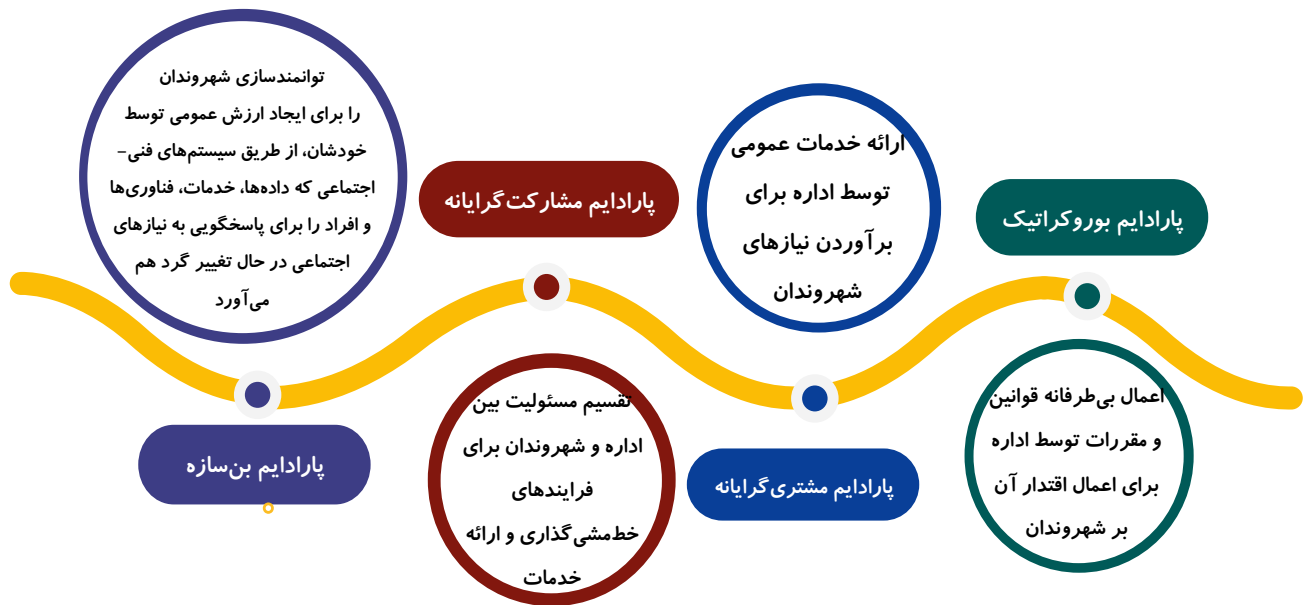 پارادایم بوروکراتیک
اعمال بی‌طرفانه قوانین
و مقررات توسط اداره
برای اعمال اقتدار آن
بر شهروندان
ارائه خدمات عمومی
توسط اداره برای
برآوردن نیازهای
شهروندان
پارادایم مشتری‌گرایانه
پارادایم مشارکت‌گرایانه
تقسیم مسئولیت بین
اداره و شهروندان برای
فرایندهای
خط‌مشی‌گذاری و ارائه
خدمات
توانمندسازی شهروندان
را برای ایجاد ارزش عمومی توسط
خودشان، از طریق سیستم‌های فنی-
اجتماعی که داده‌ها، خدمات، فناوری‌ها
و افراد را برای پاسخگویی به نیازهای
اجتماعی در حال تغییر گرد هم
می‌آورد
پارادایم بن‌سازه